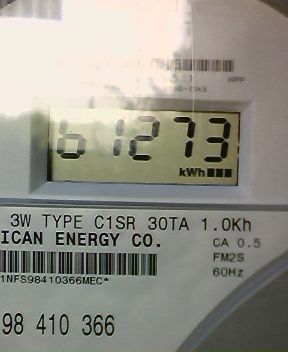 61273
kWh
3W TYPE C1SR 30TA 1.0Kh
ICAN ENERGY CO.
CA 0.5
FM2S
60Hz
1NFS98410366MEC*
98 410 366